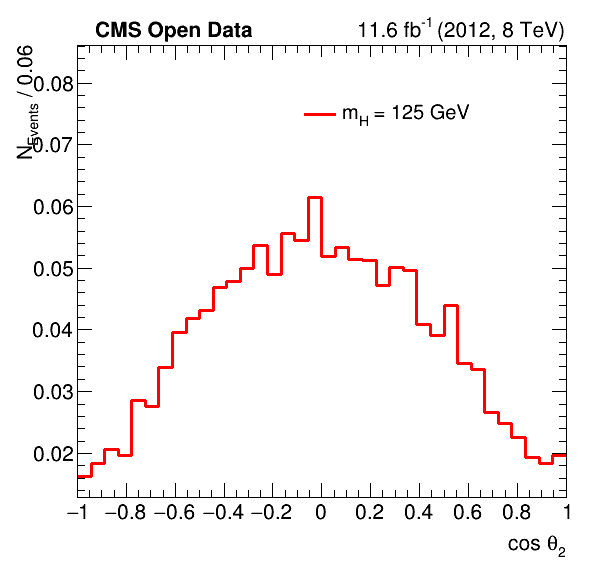 CMS Open Data 11.6 fb⁻¹ (2012, 8 TeV)
N_Events / 0.06
m_H = 125 GeV
0.08
0.07
0.06
0.05
0.04
0.03
0.02
−1 −0.8 −0.6 −0.4 −0.2 0 0.2 0.4 0.6 0.8 1
cos θ₂